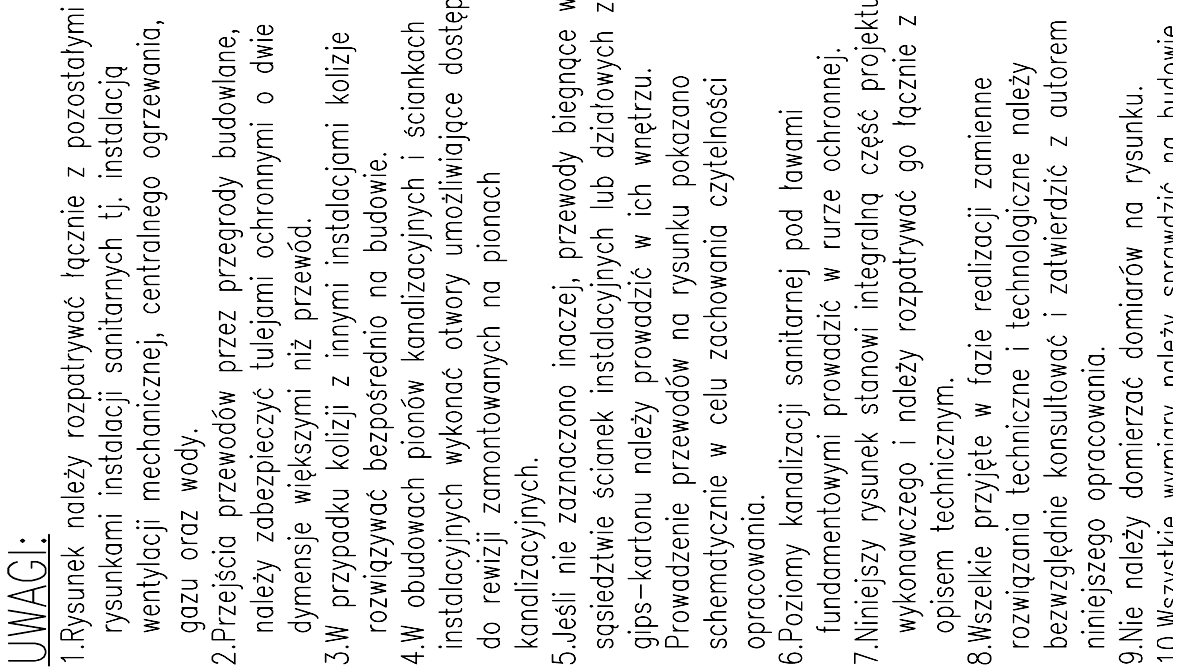 UWAGI:
1.Rysunek należy rozpatrywać łącznie z pozostałymi
rysunkami instalacji sanitarnych tj. instalacją
wentylacji mechanicznej, centralnego ogrzewania,
gazu oraz wody.
2.Przejścia przewodów przez przegrody budowlane,
należy zabezpieczyć tulejami ochronnymi o dwie
dymensje większymi niż przewód.
3.W przypadku kolizji z innymi instalacjami kolizje
rozwiązywać bezpośrednio na budowie.
4.W obudowach pionów kanalizacyjnych i ściankach
instalacyjnych wykonać otwory umożliwiające dostęp
do rewizji zamontowanych na pionach
kanalizacyjnych.
5.Jeśli nie zaznaczono inaczej, przewody biegnące w
sąsiedztwie ścianek instalacyjnych lub działowych z
gips-kartonu należy prowadzić w ich wnętrzu.
Prowadzenie przewodów na rysunku pokazano
schematycznie w celu zachowania czytelności
opracowania.
6.Poziomy kanalizacji sanitarnej pod ławami
fundamentowymi prowadzić w rurze ochronnej.
7.Niniejszy rysunek stanowi integralną część projektu
wykonawczego i należy rozpatrywać go łącznie z
opisem technicznym.
8.Wszelkie przyjęte w fazie realizacji zamienne
rozwiązania techniczne i technologiczne należy
bezwzględnie konsultować i zatwierdzić z autorem
niniejszego opracowania.
9.Nie należy domierzać domiarów na rysunku.
10.Wszystkie wymiary należy sprawdzić na budowie